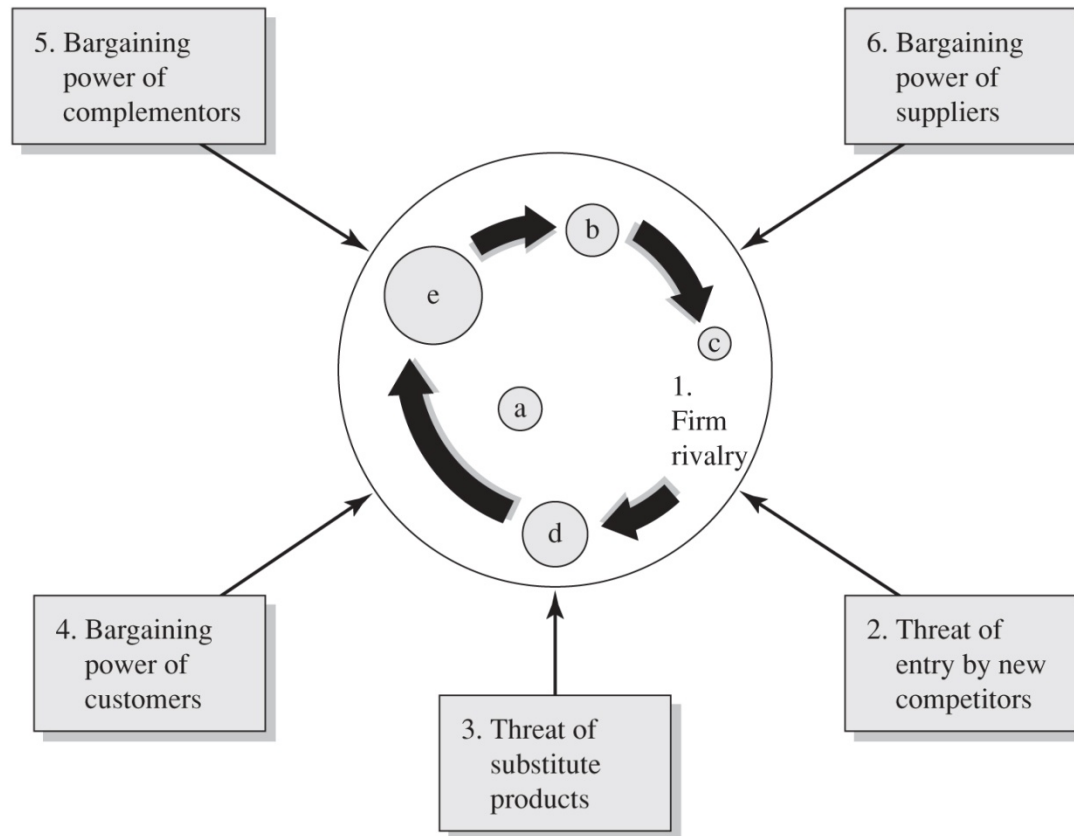 5. Bargaining
power of
complementors
6. Bargaining
power of
suppliers
b
e
c
a
1.
Firm
rivalry
d
4. Bargaining
power of
customers
3. Threat of
substitute
products
2. Threat of
entry by new
competitors